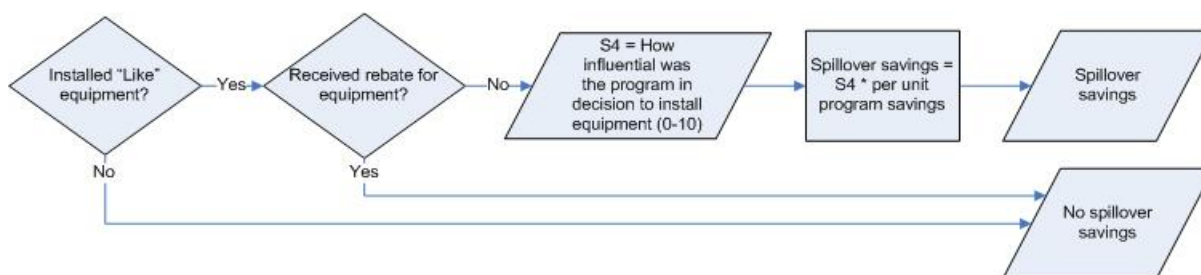 Installed “Like”
equipment?
Yes
Received rebate for
equipment?
No
S4 = How
influential was
the program in
decision to install
equipment (0-10)
Spillover savings =
S4 * per unit
program savings
Spillover
savings
No
Yes
No spillover
savings